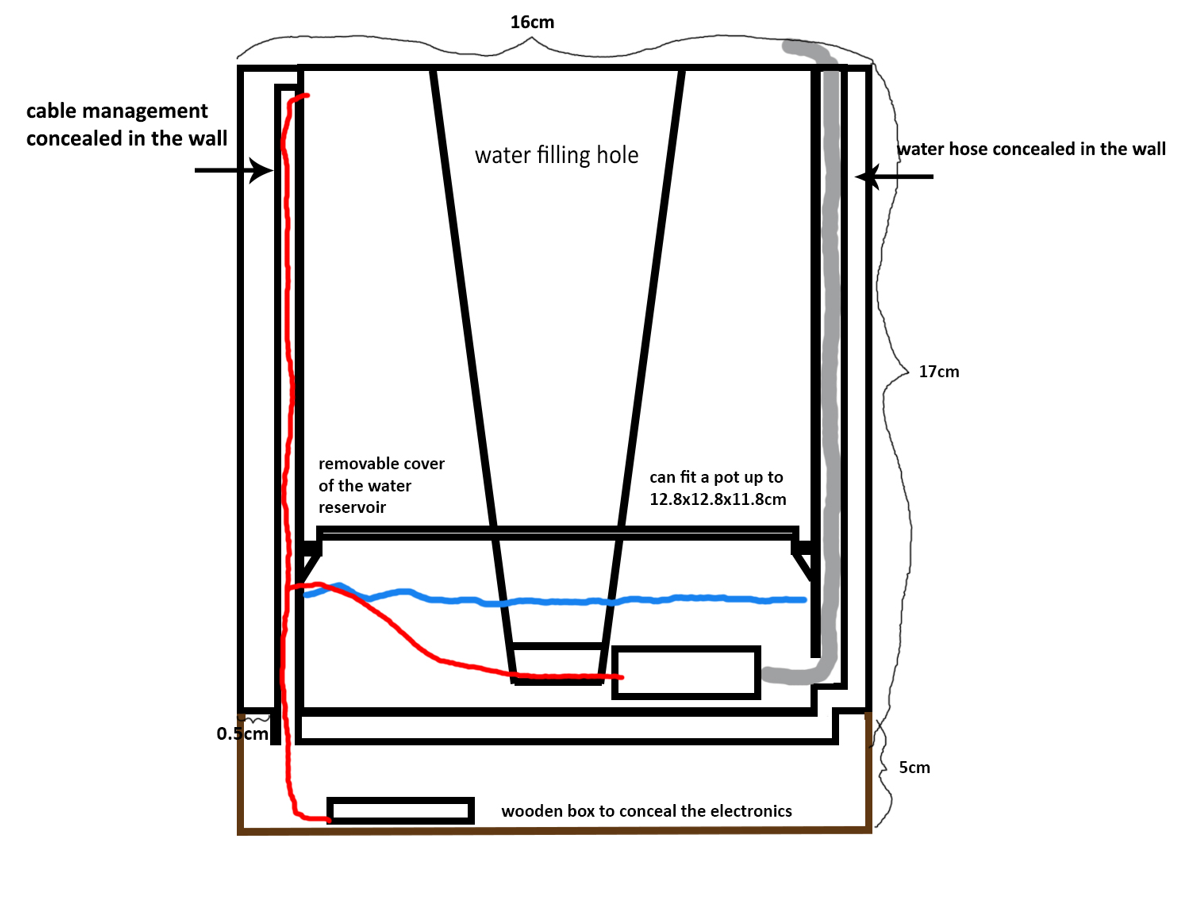 16cm
cable management
concealed in the wall
water filling hole
water hose concealed in the wall
17cm
removable cover
of the water
reservoir
can fit a pot up to
12.8x12.8x11.8cm
0.5cm
5cm
wooden box to conceal the electronics